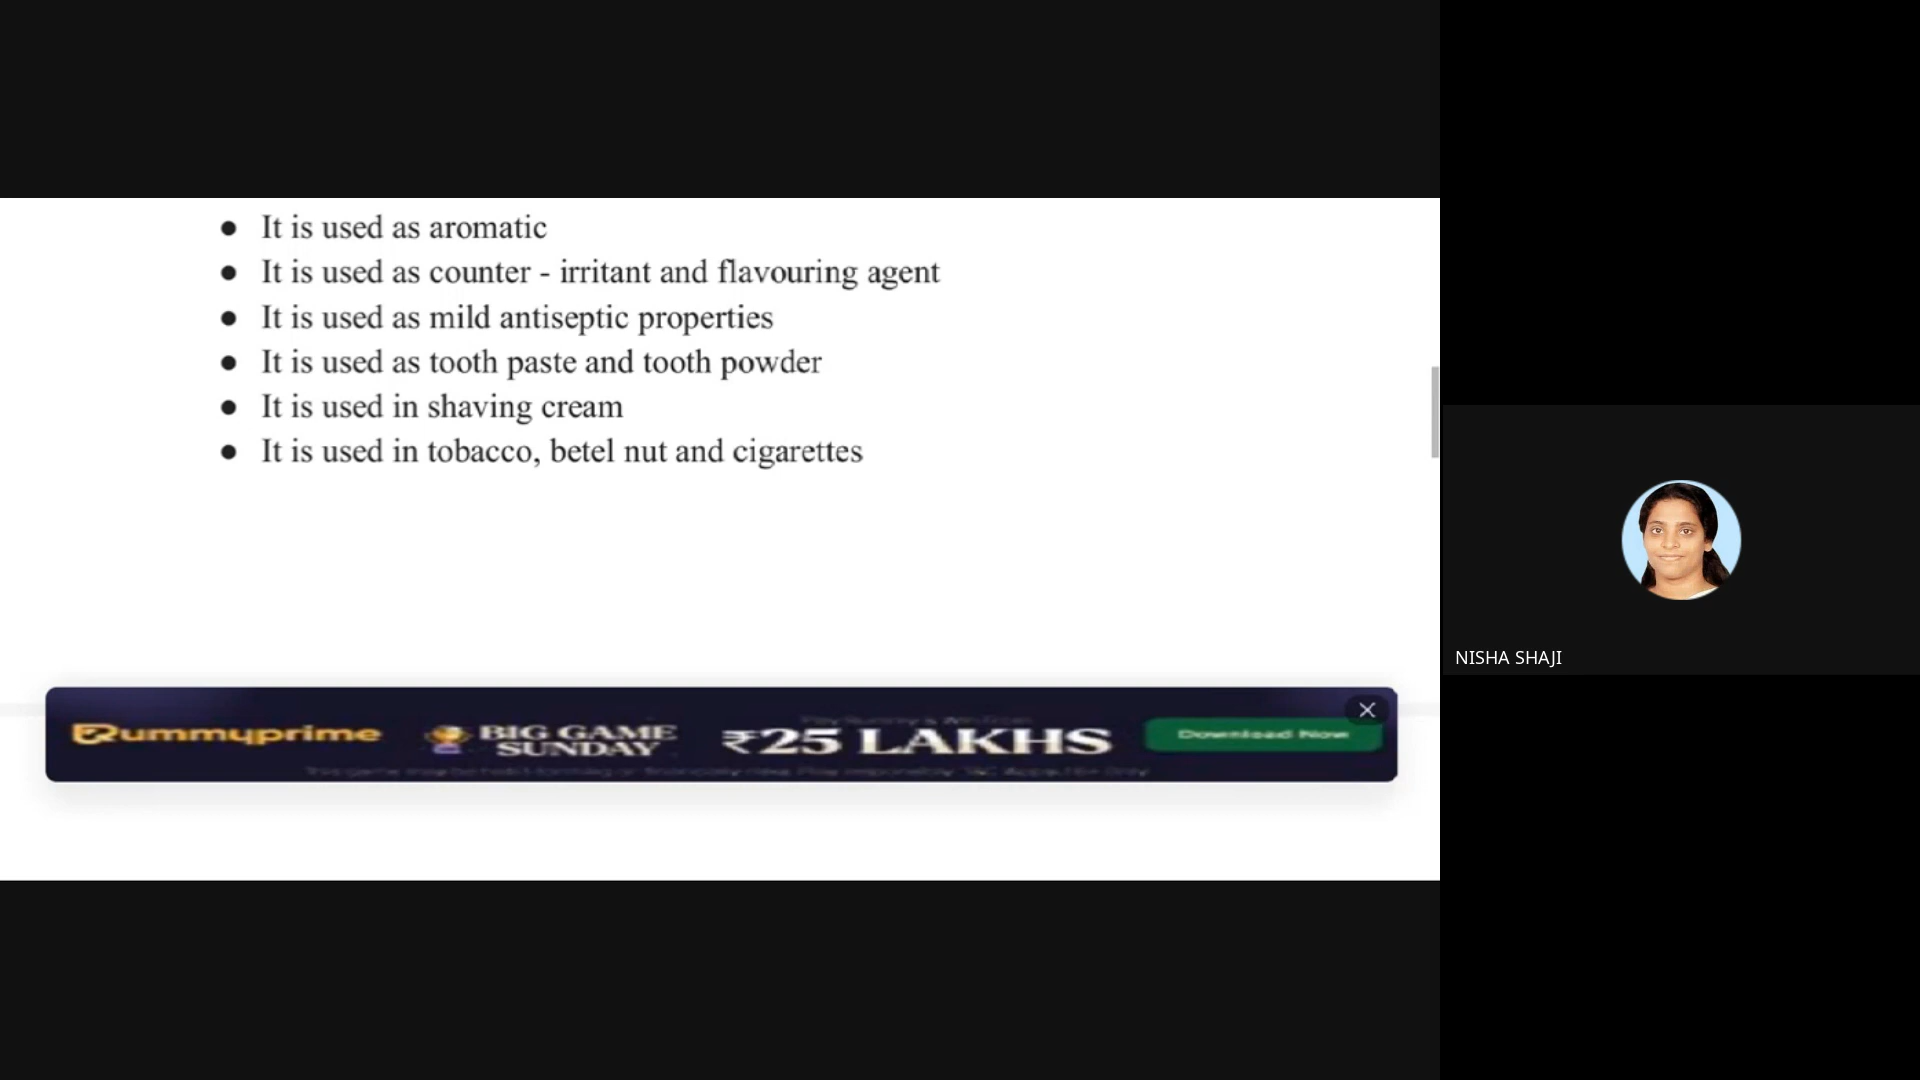 ● It is used as aromatic
● It is used as counter - irritant and flavouring agent
● It is used as mild antiseptic properties
● It is used as tooth paste and tooth powder
● It is used in shaving cream
● It is used in tobacco, betel nut and cigarettes
Rummyprime
BIG GAME
SUNDAY
₹25 LAKHS
Download Now
NISHA SHAJI